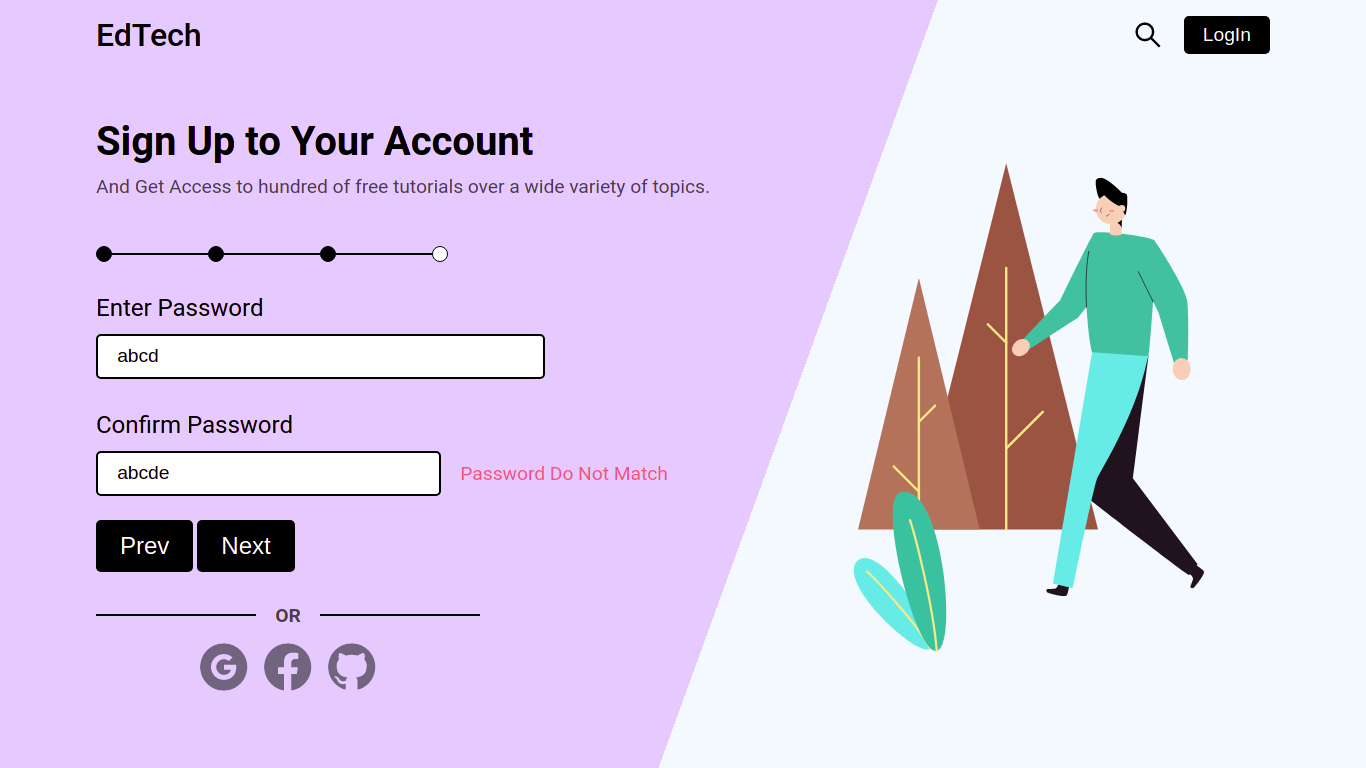 EdTech
LogIn
Sign Up to Your Account
And Get Access to hundred of free tutorials over a wide variety of topics.
Enter Password
abcd
Confirm Password
abcde
Password Do Not Match
Prev
Next
OR